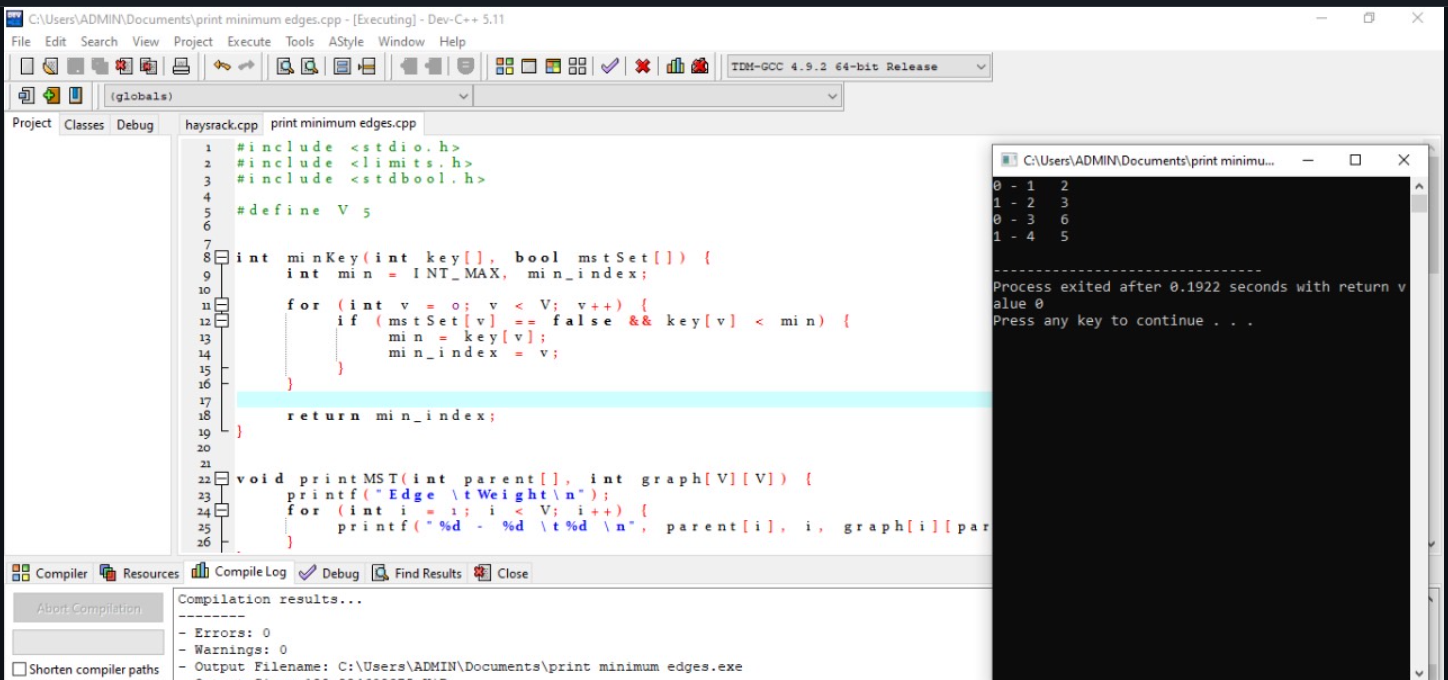 C:\Users\ADMIN\Documents\print minimum edges.cpp - [Executing] - Dev-C++ 5.11
File Edit Search View Project Execute Tools AStyle Window Help
TDM-GCC 4.9.2 64-bit Release
(globals)
Project Classes Debug
haysrack.cpp print minimum edges.cpp
1 #include <stdio.h>
2 #include <limits.h>
3 #include <stdbool.h>
4
5 #define V 5
6
7
8 int minKey(int key[], bool mstSet[]) {
9 int min = INT_MAX, min_index;
10
11 for (int v = 0; v < V; v++) {
12 if (mstSet[v] == false && key[v] < min) {
13 min = key[v];
14 min_index = v;
15 }
16 }
17
18 return min_index;
19 }
20
21
22 void printMST(int parent[], int graph[V][V]) {
23 printf("Edge \tWeight\n");
24 for (int i = 1; i < V; i++) {
25 printf("%d - %d \t%d \n", parent[i], i, graph[i][par
26 }
C:\Users\ADMIN\Documents\print minimu...
0 - 1 2
1 - 2 3
0 - 3 6
1 - 4 5
--------------------------------
Process exited after 0.1922 seconds with return v
alue 0
Press any key to continue . . .
Compiler Resources Compile Log Debug Find Results Close
Abort Compilation
Shorten compiler paths
Compilation results...
--------
- Errors: 0
- Warnings: 0
- Output Filename: C:\Users\ADMIN\Documents\print minimum edges.exe